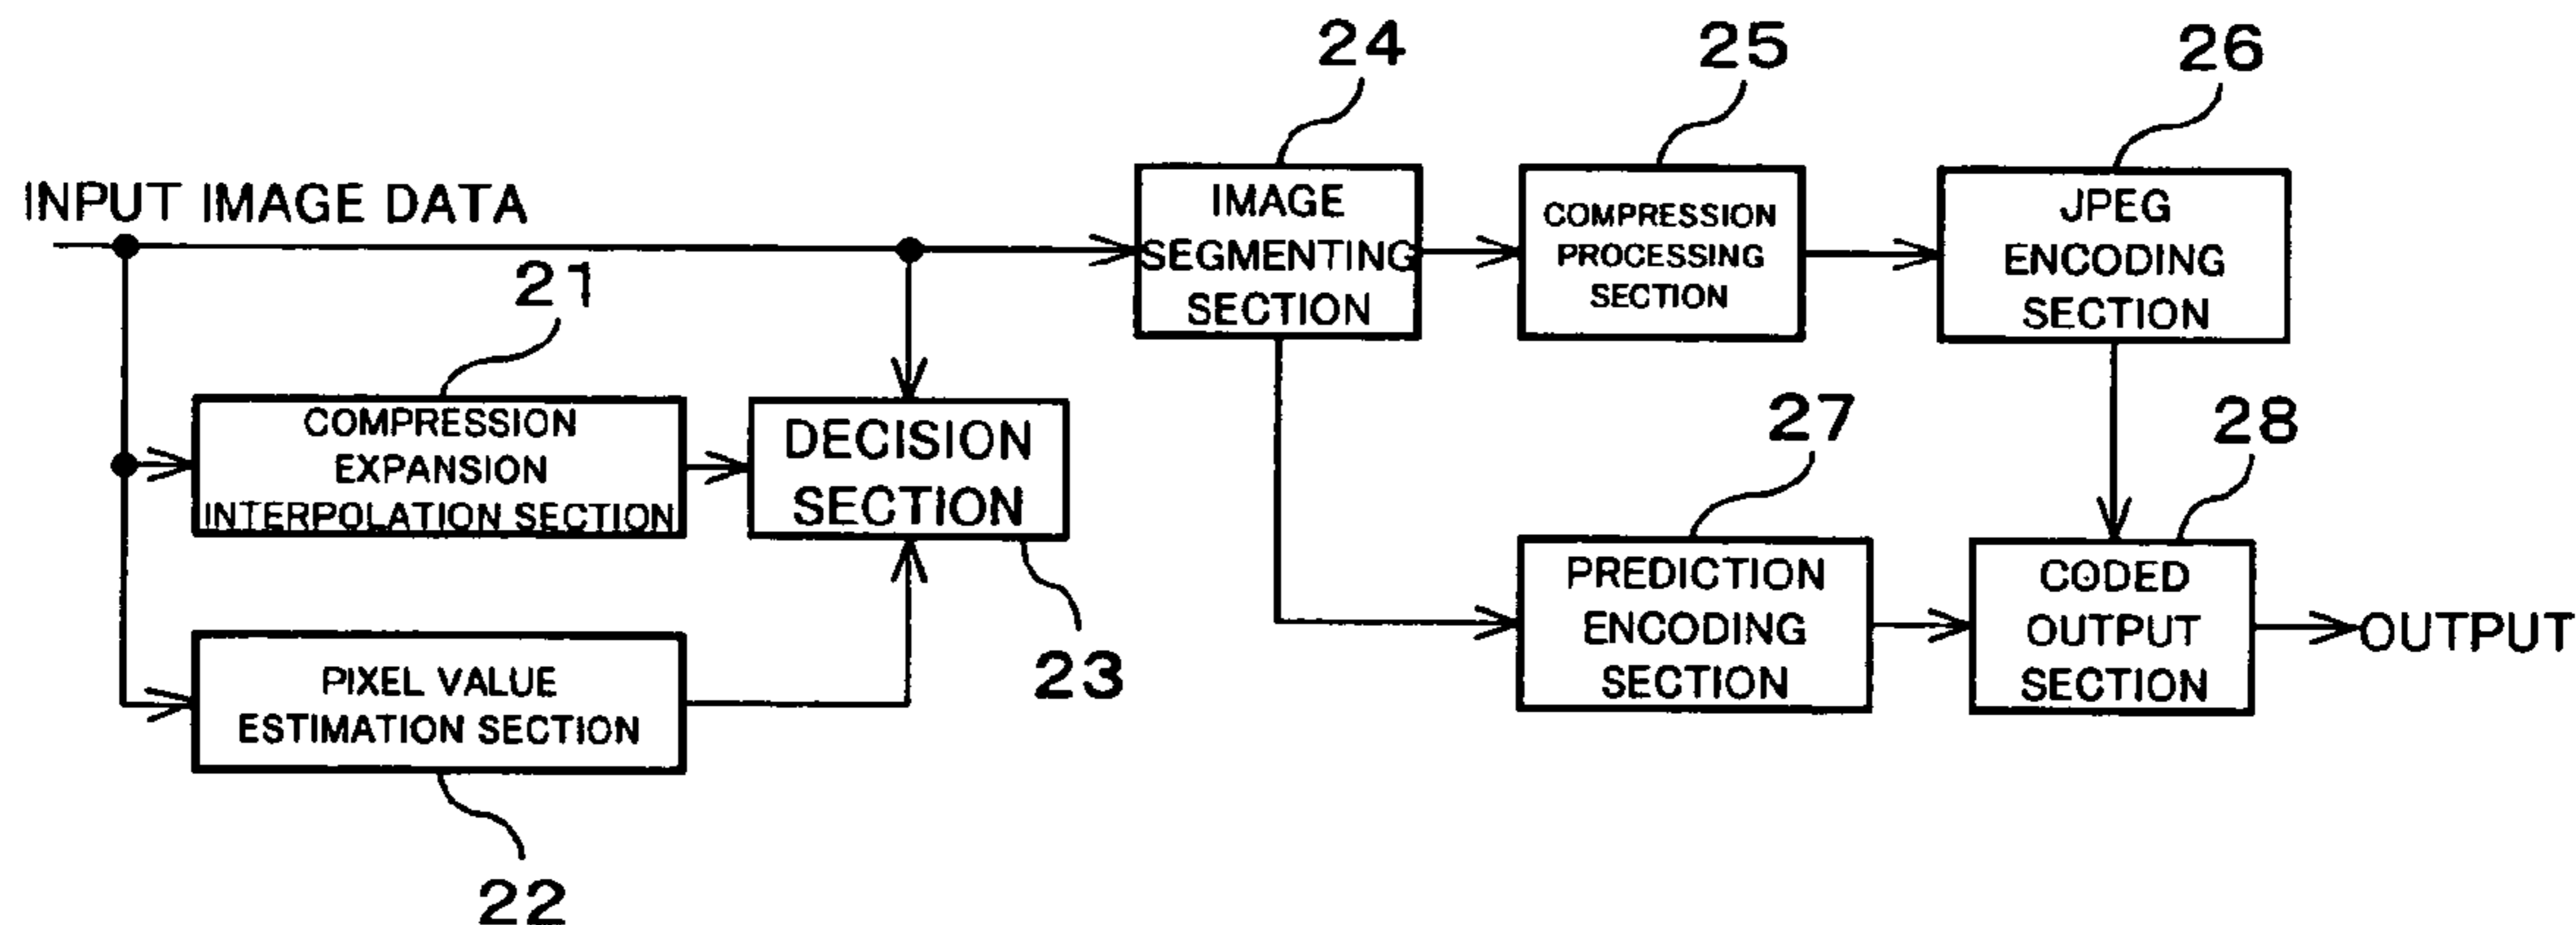 24
25
26
INPUT IMAGE DATA
IMAGE
SEGMENTING
SECTION
COMPRESSION
PROCESSING
SECTION
JPEG
ENCODING
SECTION
21
COMPRESSION
EXPANSION
INTERPOLATION SECTION
DECISION
SECTION
23
27
28
PREDICTION
ENCODING
SECTION
CODED
OUTPUT
SECTION
OUTPUT
PIXEL VALUE
ESTIMATION SECTION
22